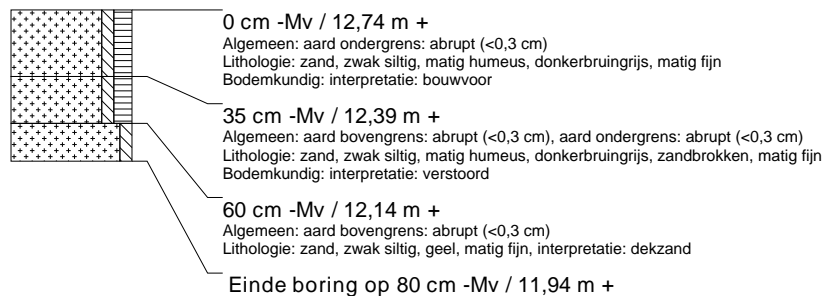 0 cm -Mv / 12,74 m +
Algemeen: aard ondergrens: abrupt (<0,3 cm)
Lithologie: zand, zwak siltig, matig humeus, donkerbruingrijs, matig fijn
Bodemkundig: interpretatie: bouwvoor
35 cm -Mv / 12,39 m +
Algemeen: aard bovengrens: abrupt (<0,3 cm), aard ondergrens: abrupt (<0,3 cm)
Lithologie: zand, zwak siltig, matig humeus, donkerbruingrijs, zandbrokken, matig fijn
Bodemkundig: interpretatie: verstoord
60 cm -Mv / 12,14 m +
Algemeen: aard bovengrens: abrupt (<0,3 cm)
Lithologie: zand, zwak siltig, geel, matig fijn, interpretatie: dekzand
Einde boring op 80 cm -Mv / 11,94 m +